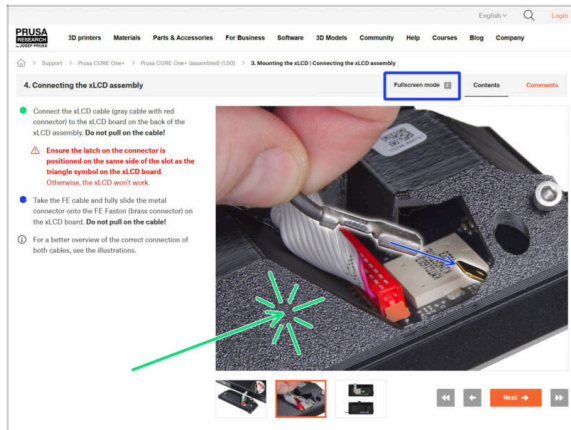 English
Login
PRUSA
RESEARCH
by JOSEF PRUSA
3D printers Materials Parts & Accessories For Business Software 3D Models Community Help Courses Blog Company
Support > Prusa CORE One+ > Prusa CORE One+ (assembled) (1.00) > 3. Mounting the xLCD | Connecting the xLCD assembly
4. Connecting the xLCD assembly
Fullscreen mode
Contents
Comments
Connect the xLCD cable (gray cable with red
connector) to the xLCD board on the back of the
xLCD assembly. Do not pull on the cable!
Ensure the latch on the connector is
positioned on the same side of the slot as the
triangle symbol on the xLCD board.
Otherwise, the xLCD won't work.
Take the FE cable and fully slide the metal
connector onto the FE Faston (brass connector) on
the xLCD board. Do not pull on the cable!
For a better overview of the correct connection of
both cables, see the illustrations.
Next